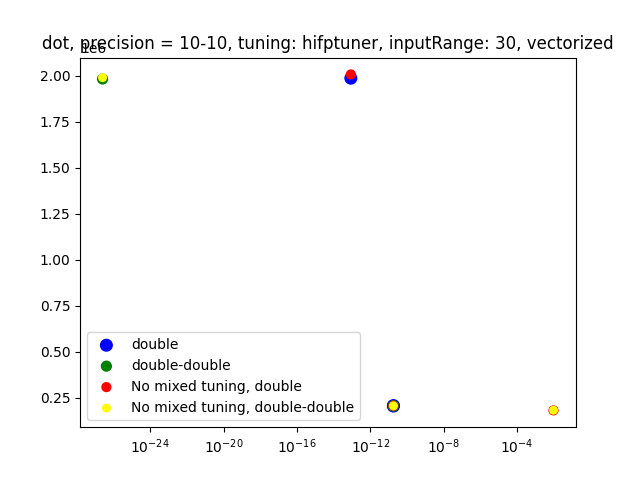 dot, precision = 10-10, tuning: hifptuner, inputRange: 30, vectorized
1e6
2.00
1.75
1.50
1.25
1.00
0.75
0.50
0.25
double
double-double
No mixed tuning, double
No mixed tuning, double-double
10⁻²⁴ 10⁻²⁰ 10⁻¹⁶ 10⁻¹² 10⁻⁸ 10⁻⁴